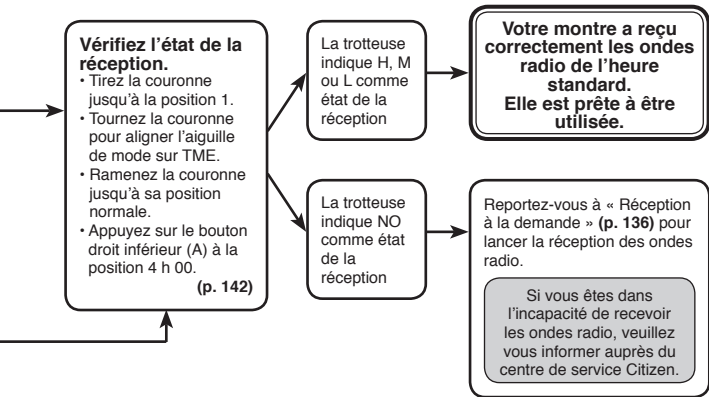 Vérifiez l’état de la
réception.
• Tirez la couronne
jusqu’à la position 1.
• Tournez la couronne
pour aligner l’aiguille
de mode sur TME.
• Ramenez la couronne
jusqu’à sa position
normale.
• Appuyez sur le bouton
droit inférieur (A) à la
position 4 h 00.
(p. 142)
La trotteuse
indique H, M
ou L comme
état de la
réception
Votre montre a reçu
correctement les ondes
radio de l’heure
standard.
Elle est prête à être
utilisée.
La trotteuse
indique NO
comme état
de la
réception
Reportez-vous à « Réception
à la demande » (p. 136) pour
lancer la réception des ondes
radio.
Si vous êtes dans
l’incapacité de recevoir
les ondes radio, veuillez
vous informer auprès du
centre de service Citizen.